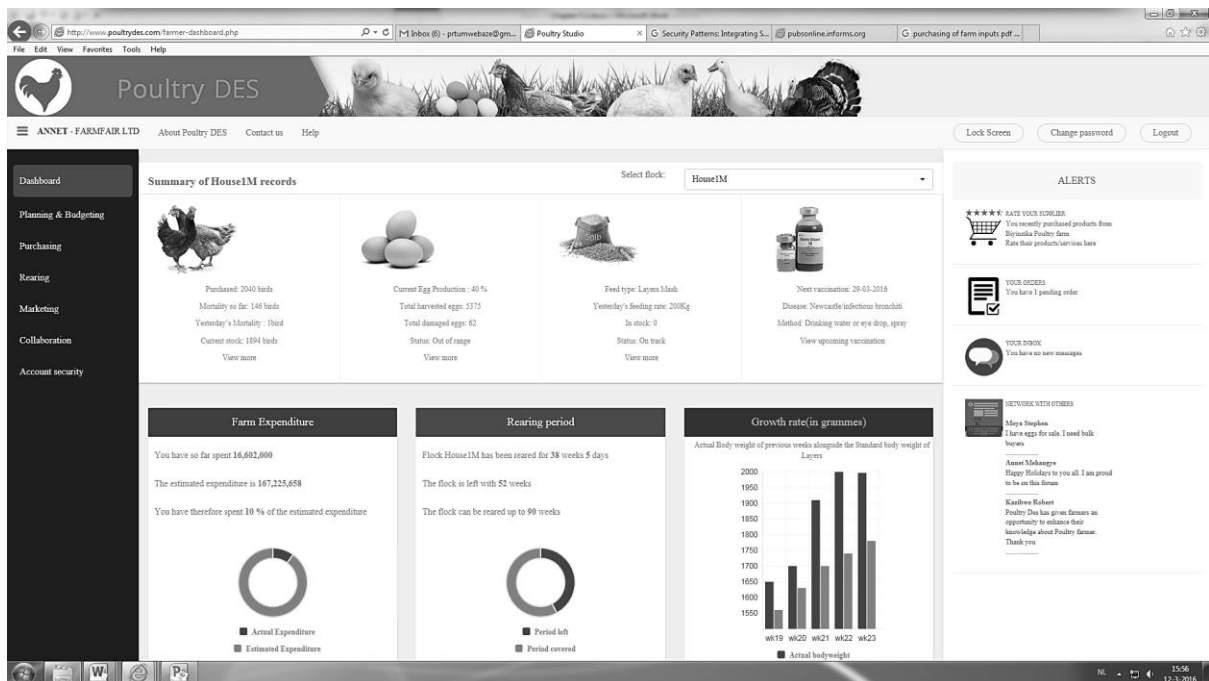 http://www.poultrydes.com/farmer-dashboard.php
Inbox (6) - prtumwebaze@gm...
Poultry Studio
Security Patterns: Integrating S...
pubsonline.informs.org
purchasing of farm inputs pdf ...
File Edit View Favorites Tools Help
Poultry DES
ANNET - FARMFAIR LTD About Poultry DES Contact us Help
Lock Screen Change password Logout
Dashboard
Planning & Budgeting
Purchasing
Rearing
Marketing
Collaboration
Account security
Summary of House1M records
Select flock: House1M
Purchased: 2040 birds
Mortality so far: 146 birds
Yesterday's Mortality : 1bird
Current stock: 1894 birds
View more
Current Egg Production : 40 %
Total harvested eggs: 5375
Total damaged eggs: 62
Status: Out of range
View more
Feed type: Layers Mash
Yesterday's feeding rate: 200Kg
In stock: 0
Status: On track
View more
Next vaccination: 29-03-2016
Disease: Newcastle/infectious bronchiti
Method: Drinking water or eye drop, spray
View upcoming vaccination
Farm Expenditure
You have so far spent 16,602,000
The estimated expenditure is 167,225,658
You have therefore spent 10 % of the estimated expenditure
Actual Expenditure
Estimated Expenditure
Rearing period
Flock House1M has been reared for 38 weeks 5 days
The flock is left with 52 weeks
The flock can be reared up to 90 weeks
Period left
Period covered
Growth rate(in grammes)
Actual Body weight of previous weeks alongside the Standard body weight of
Layers
2000
1950
1900
1850
1800
1750
1700
1650
1600
1550
wk19 wk20 wk21 wk22 wk23
Actual bodyweight
ALERTS
RATE YOUR SUPPLIER
You recently purchased products from
Biyinzika Poultry farm.
Rate their products/services here
YOUR ORDERS
You have 1 pending order
YOUR INBOX
You have no new messages
NETWORK WITH OTHERS
Moya Stephen
I have eggs for sale. I need bulk
buyers
Annet Mehangye
Happy Holidays to you all. I am proud
to be on this forum
Kazibwe Robert
Poultry Des has given farmers an
opportunity to enhance their
knowledge about Poultry farmer.
Thank you
NL
15:56
12-3-2016